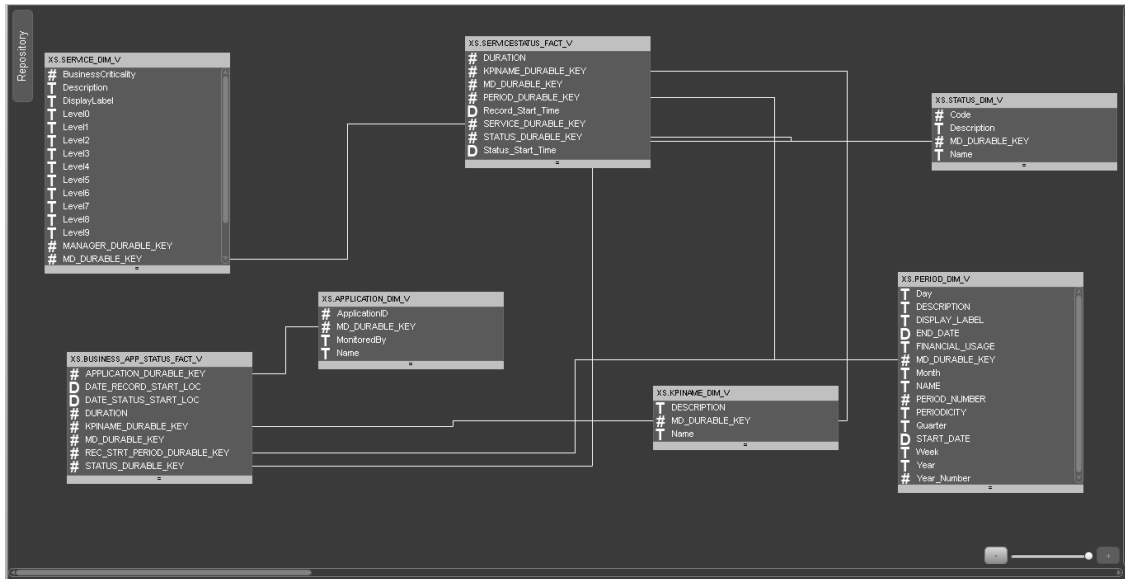 Repository
XS.SERVICE_DIM_V
# BusinessCriticality
T Description
T DisplayLabel
T Level0
T Level1
T Level2
T Level3
T Level4
T Level5
T Level6
T Level7
T Level8
T Level9
# MANAGER_DURABLE_KEY
# MD_DURABLE_KEY
=
XS.SERVICESTATUS_FACT_V
# DURATION
# KPINAME_DURABLE_KEY
# MD_DURABLE_KEY
# PERIOD_DURABLE_KEY
D Record_Start_Time
# SERVICE_DURABLE_KEY
# STATUS_DURABLE_KEY
D Status_Start_Time
=
XS.STATUS_DIM_V
# Code
T Description
# MD_DURABLE_KEY
T Name
=
XS.APPLICATION_DIM_V
# ApplicationID
# MD_DURABLE_KEY
T MonitoredBy
T Name
=
XS.BUSINESS_APP_STATUS_FACT_V
# APPLICATION_DURABLE_KEY
D DATE_RECORD_START_LOC
D DATE_STATUS_START_LOC
# DURATION
# KPINAME_DURABLE_KEY
# MD_DURABLE_KEY
# REC_STRT_PERIOD_DURABLE_KEY
# STATUS_DURABLE_KEY
=
XS.KPINAME_DIM_V
T DESCRIPTION
# MD_DURABLE_KEY
T Name
=
XS.PERIOD_DIM_V
T Day
T DESCRIPTION
T DISPLAY_LABEL
D END_DATE
T FINANCIAL_USAGE
# MD_DURABLE_KEY
T Month
T NAME
# PERIOD_NUMBER
T PERIODICITY
T Quarter
D START_DATE
T Week
T Year
# Year_Number
=
- +